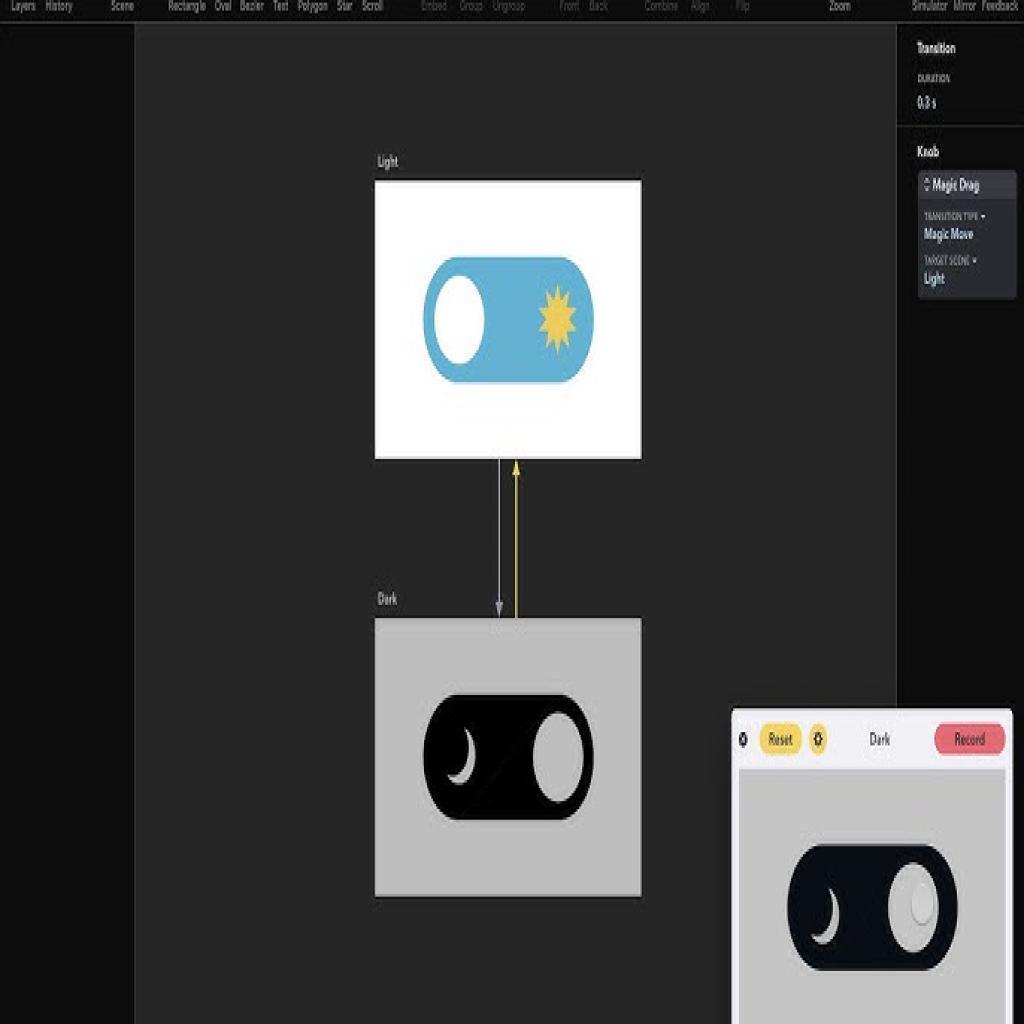 Layers History Scene Rectangle Oval Bezier Text Polygon Star Scroll Embed Group Ungroup Front Back Combine Align Flip Zoom Simulator Mirror Feedback
Transition
DURATION
0.3 s
Knob
Magic Drag
TRANSITION TYPE
Magic Move
TARGET SCENE
Light
Light
Dark
Reset Dark Record